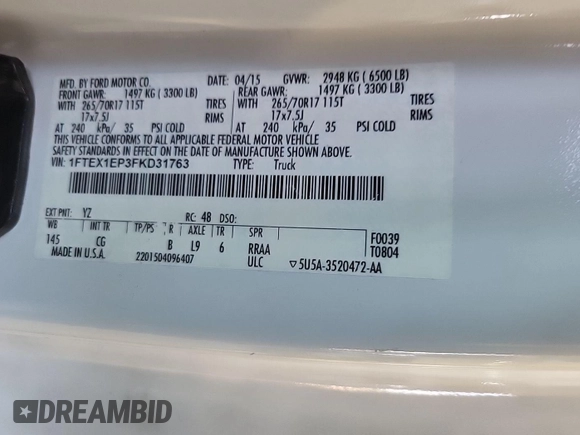 MFD. BY FORD MOTOR CO. DATE: 04/15 GVWR: 2948 KG ( 6500 LB)
FRONT GAWR: 1497 KG ( 3300 LB) REAR GAWR: 1497 KG ( 3300 LB)
WITH 265/70R17 115T TIRES WITH 265/70R17 115T TIRES
17x7.5J RIMS 17x7.5J RIMS
AT 240 kPa/ 35 PSI COLD AT 240 kPa/ 35 PSI COLD
THIS VEHICLE CONFORMS TO ALL APPLICABLE FEDERAL MOTOR VEHICLE
SAFETY STANDARDS IN EFFECT ON THE DATE OF MANUFACTURE SHOWN ABOVE.
VIN: 1FTEX1EP3FKD31763 TYPE: Truck
EXT PNT: YZ RC: 48 DSO:
WB INT TR TP/PS R AXLE TR SPR
145 CG B L9 6 RRAA F0039
MADE IN U.S.A. 2201504096407 ULC T0804
▽5U5A-3520472-AA
DREAMBID